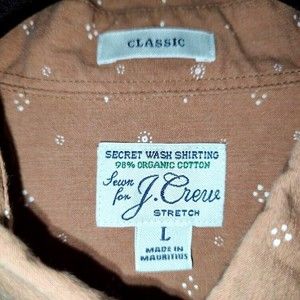 CLASSIC
SECRET WASH SHIRTING
98% ORGANIC COTTON
Sewn
for J.Crew
STRETCH
L
MADE IN
MAURITIUS